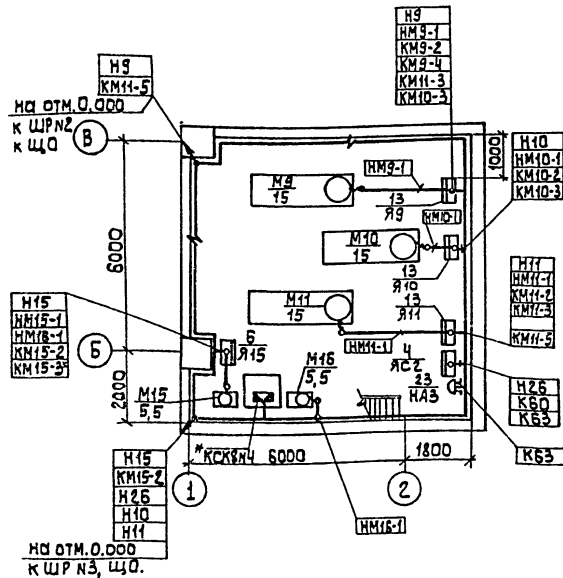 Н9
КМ11-5
на отм.0.000
к ШР№2
к ЩО
В
Н9
КМ9-1
КМ9-2
КМ9-4
КМ11-3
КМ10-3
1000
Н10
НМ10-1
КМ10-2
КМ10-3
НМ9-1
М9
15
13
Я9
НМ10-1
М10
15
13
Я10
6000
Н11
НМ11-1
КМ11-2
КМ11-3
КМ11-5
М11
15
13
Я11
НМ11-1
Н15
НМ15-1
НМ16-1
КМ15-2
КМ15-3
Б
6
Я15
М16
5,5
4
ЯС2
23
НА3
Н26
К60
К63
2000
М15
5,5
К63
*КСК8№4
6000
1800
1
2
Н15
КМ15-2
Н26
Н10
Н11
НМ16-1
на отм.0.000
к ШР №3, ЩО.